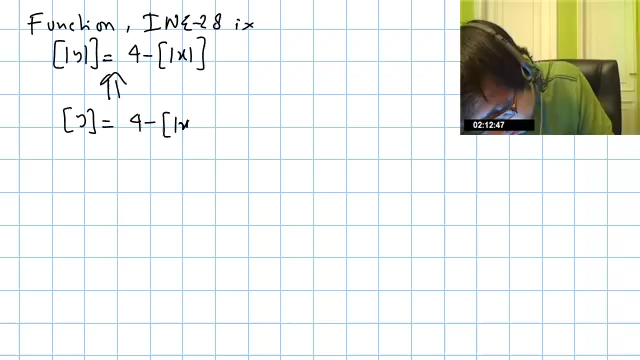 Function, INE-28 ix
[|y|] = 4-[|x|]
[y] = 4-[|x
02:12:47